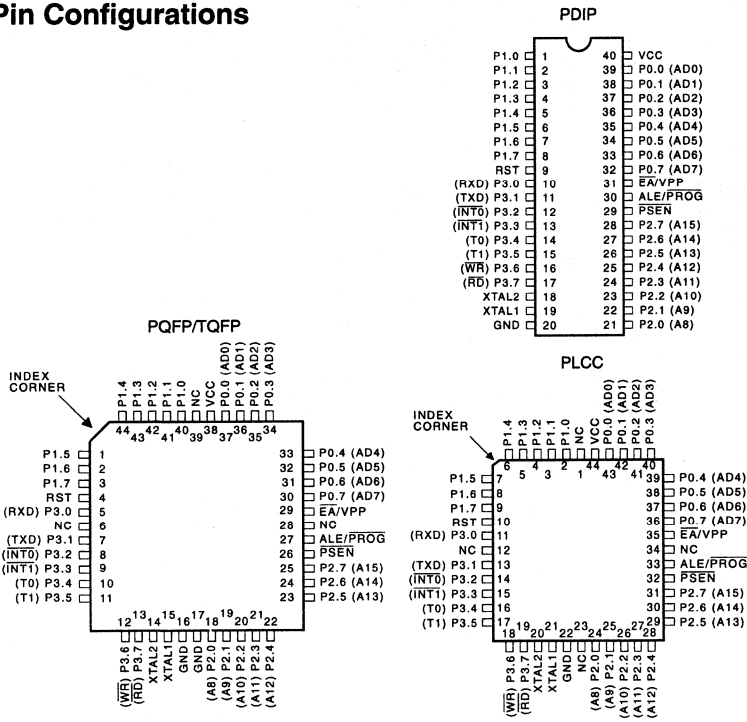 Pin Configurations
PDIP
P1.0 1 40 VCC
P1.1 2 39 P0.0 (AD0)
P1.2 3 38 P0.1 (AD1)
P1.3 4 37 P0.2 (AD2)
P1.4 5 36 P0.3 (AD3)
P1.5 6 35 P0.4 (AD4)
P1.6 7 34 P0.5 (AD5)
P1.7 8 33 P0.6 (AD6)
RST 9 32 P0.7 (AD7)
(RXD) P3.0 10 31 E̅A̅/VPP
(TXD) P3.1 11 30 ALE/P̅R̅O̅G̅
(I̅N̅T̅0̅) P3.2 12 29 P̅S̅E̅N̅
(I̅N̅T̅1̅) P3.3 13 28 P2.7 (A15)
(T0) P3.4 14 27 P2.6 (A14)
(T1) P3.5 15 26 P2.5 (A13)
(W̅R̅) P3.6 16 25 P2.4 (A12)
(R̅D̅) P3.7 17 24 P2.3 (A11)
XTAL2 18 23 P2.2 (A10)
XTAL1 19 22 P2.1 (A9)
GND 20 21 P2.0 (A8)
PQFP/TQFP
INDEX
CORNER
P1.4
P1.3
P1.2
P1.1
P1.0
NC
VCC
P0.0 (AD0)
P0.1 (AD1)
P0.2 (AD2)
P0.3 (AD3)
44 43 42 41 40 39 38 37 36 35 34
P1.5 1 33 P0.4 (AD4)
P1.6 2 32 P0.5 (AD5)
P1.7 3 31 P0.6 (AD6)
RST 4 30 P0.7 (AD7)
(RXD) P3.0 5 29 E̅A̅/VPP
NC 6 28 NC
(TXD) P3.1 7 27 ALE/P̅R̅O̅G̅
(I̅N̅T̅0̅) P3.2 8 26 P̅S̅E̅N̅
(I̅N̅T̅1̅) P3.3 9 25 P2.7 (A15)
(T0) P3.4 10 24 P2.6 (A14)
(T1) P3.5 11 23 P2.5 (A13)
12 13 14 15 16 17 18 19 20 21 22
(W̅R̅) P3.6
(R̅D̅) P3.7
XTAL2
XTAL1
GND
GND
(A8) P2.0
(A9) P2.1
(A10) P2.2
(A11) P2.3
(A12) P2.4
PLCC
INDEX
CORNER
P1.4
P1.3
P1.2
P1.1
P1.0
NC
VCC
P0.0 (AD0)
P0.1 (AD1)
P0.2 (AD2)
P0.3 (AD3)
6 5 4 3 2 1 44 43 42 41 40
P1.5 7 39 P0.4 (AD4)
P1.6 8 38 P0.5 (AD5)
P1.7 9 37 P0.6 (AD6)
RST 10 36 P0.7 (AD7)
(RXD) P3.0 11 35 E̅A̅/VPP
NC 12 34 NC
(TXD) P3.1 13 33 ALE/P̅R̅O̅G̅
(I̅N̅T̅0̅) P3.2 14 32 P̅S̅E̅N̅
(I̅N̅T̅1̅) P3.3 15 31 P2.7 (A15)
(T0) P3.4 16 30 P2.6 (A14)
(T1) P3.5 17 29 P2.5 (A13)
18 19 20 21 22 23 24 25 26 27 28
(W̅R̅) P3.6
(R̅D̅) P3.7
XTAL2
XTAL1
GND
NC
(A8) P2.0
(A9) P2.1
(A10) P2.2
(A11) P2.3
(A12) P2.4